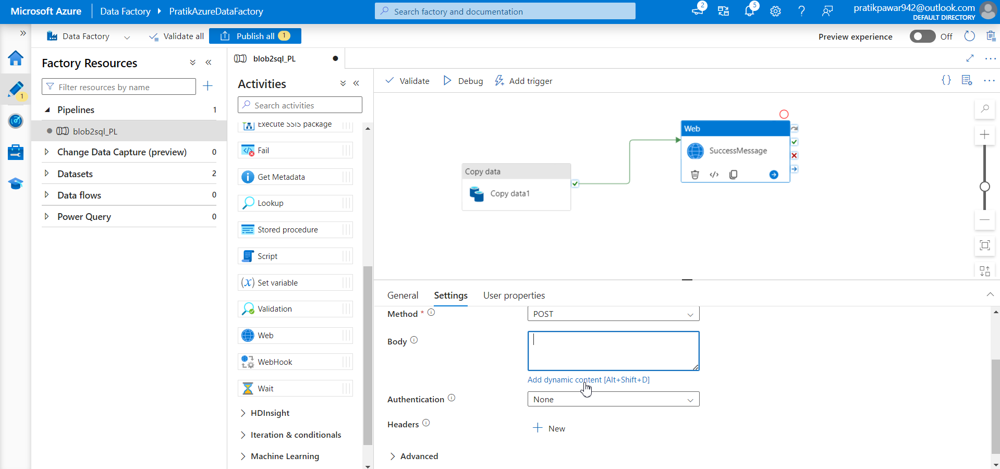 Microsoft Azure
Data Factory
PratikAzureDataFactory
Search factory and documentation
2
5
pratikpawar942@outlook.com
DEFAULT DIRECTORY
Data Factory
Validate all
Publish all 1
Preview experience
Off
1
Factory Resources
Filter resources by name
Pipelines 1
blob2sql_PL
Change Data Capture (preview) 0
Datasets 2
Data flows 0
Power Query 0
blob2sql_PL
Activities
Search activities
Execute SSIS package
Fail
Get Metadata
Lookup
Stored procedure
Script
(x) Set variable
Validation
Web
WebHook
Wait
HDInsight
Iteration & conditionals
Machine Learning
Validate
Debug
Add trigger
{}
Copy data
Copy data1
Web
SuccessMessage
General
Settings
User properties
Method *
POST
Body
Add dynamic content [Alt+Shift+D]
Authentication
None
Headers
New
Advanced